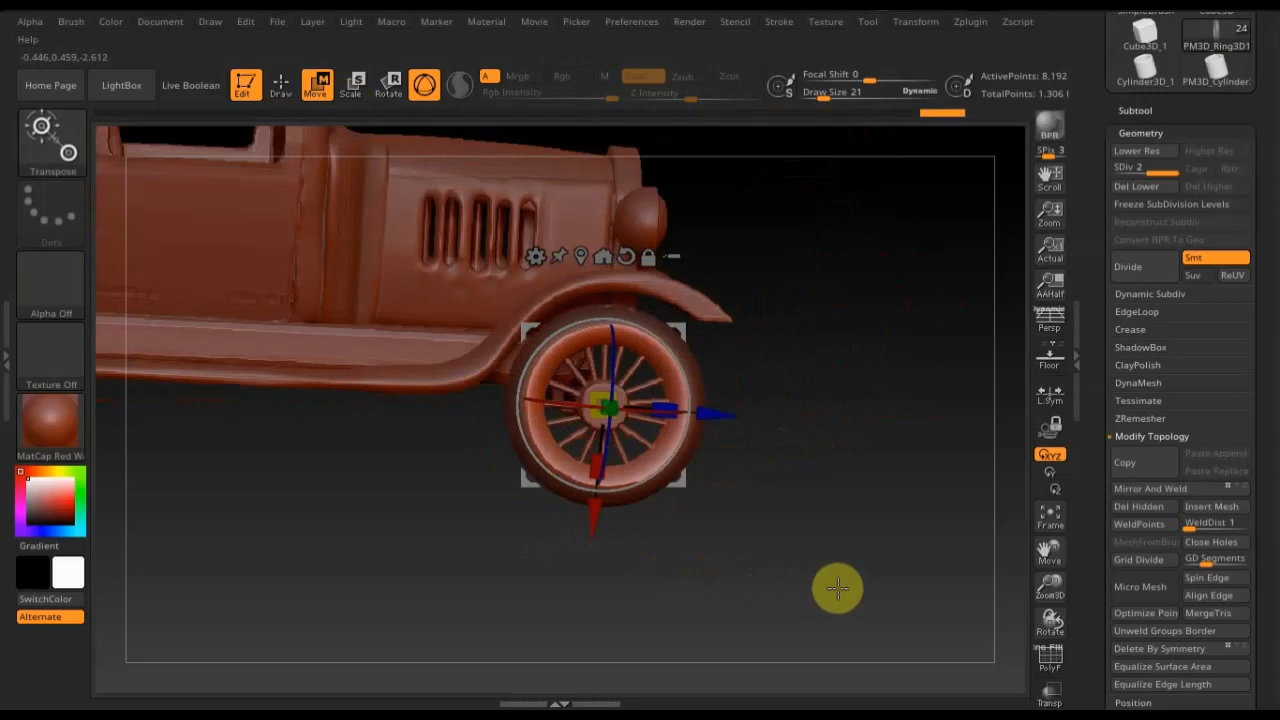 Alpha Brush Color Document Draw Edit File Layer Light Macro Marker Material Movie Picker Preferences Render Stencil Stroke Texture Tool Transform Zplugin Zscript
Help
-0.446,0.459,-2.612
Home Page
LightBox
Live Boolean
Edit
Draw
Move
Scale
Rotate
A Mrgb Rgb M Zadd Zsub Zcut
Rgb Intensity
Z Intensity
Focal Shift 0
Draw Size 21
Dynamic
ActivePoints: 8,192
TotalPoints: 1.306
Transpose
Dots
Alpha Off
Texture Off
MatCap Red W
Gradient
SwitchColor
Alternate
BPR
SPix 3
Scroll
Zoom
Actual
AAHalf
Persp
Floor
L.Sym
XYZ
Frame
Move
Zoom3D
Rotate
PolyF
Transp
24
Cube3D_1
PM3D_Ring3D1
Cylinder3D_1
PM3D_Cylinder
Subtool
Geometry
Lower Res
Higher Res
SDiv 2
Cage
Rstr
Del Lower
Del Higher
Freeze SubDivision Levels
Reconstruct Subdiv
Convert BPR To Geo
Divide
Smt
Suv
ReUV
Dynamic Subdiv
EdgeLoop
Crease
ShadowBox
ClayPolish
DynaMesh
Tessimate
ZRemesher
Modify Topology
Copy
Paste Append
Paste Replace
Mirror And Weld
Del Hidden
Insert Mesh
WeldPoints
WeldDist 1
MeshFromBru
Close Holes
Grid Divide
GD Segments
Micro Mesh
Spin Edge
Align Edge
Optimize Poin
MergeTris
Unweld Groups Border
Delete By Symmetry
Equalize Surface Area
Equalize Edge Length
Position